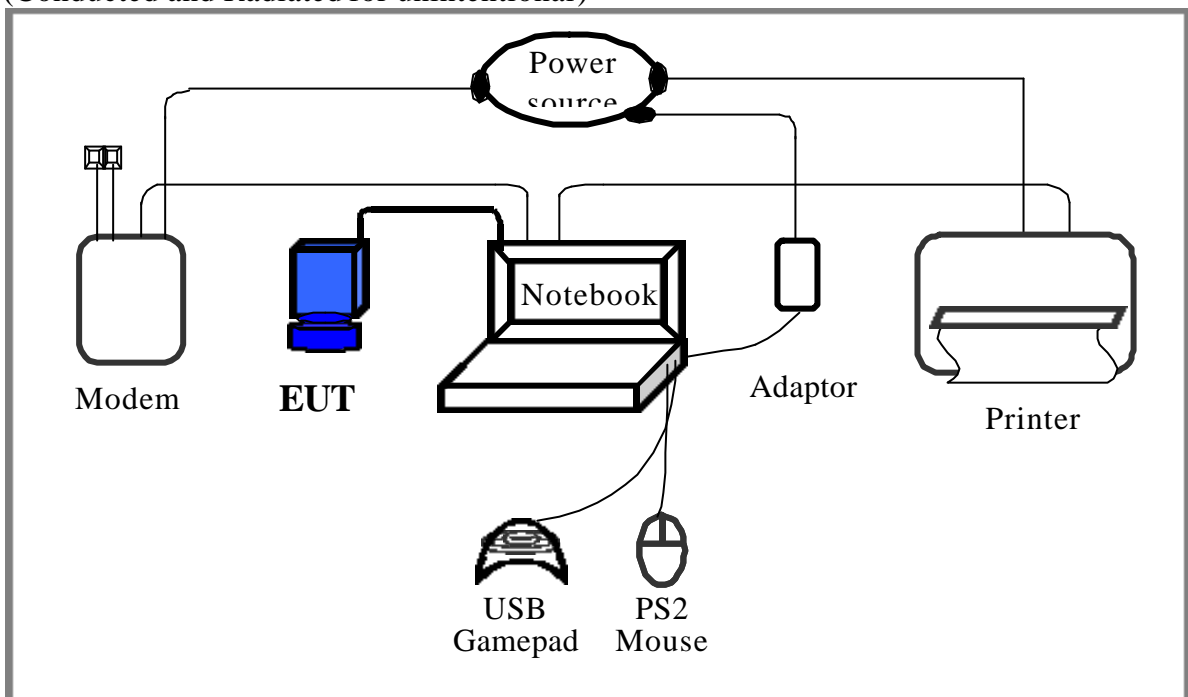 (Conducted and Radiated for unintentional)
Power
source
Notebook
Modem
EUT
Adaptor
Printer
USB
Gamepad
PS2
Mouse